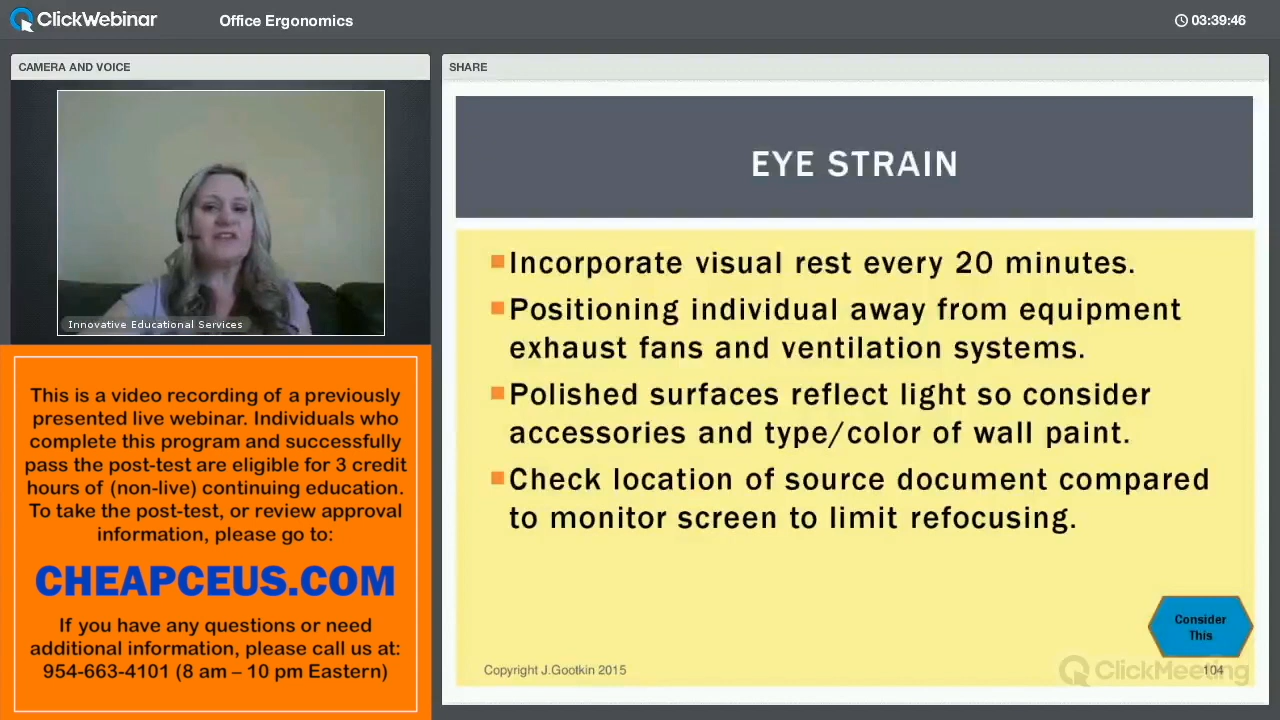 ClickWebinar
Office Ergonomics
03:39:46
CAMERA AND VOICE
Innovative Educational Services
This is a video recording of a previously
presented live webinar. Individuals who
complete this program and successfully
pass the post-test are eligible for 3 credit
hours of (non-live) continuing education.
To take the post-test, or review approval
information, please go to:
CHEAPCEUS.COM
If you have any questions or need
additional information, please call us at:
954-663-4101 (8 am – 10 pm Eastern)
SHARE
EYE STRAIN
Incorporate visual rest every 20 minutes.
Positioning individual away from equipment
exhaust fans and ventilation systems.
Polished surfaces reflect light so consider
accessories and type/color of wall paint.
Check location of source document compared
to monitor screen to limit refocusing.
Consider
This
Copyright J.Gootkin 2015
104
ClickMeeting